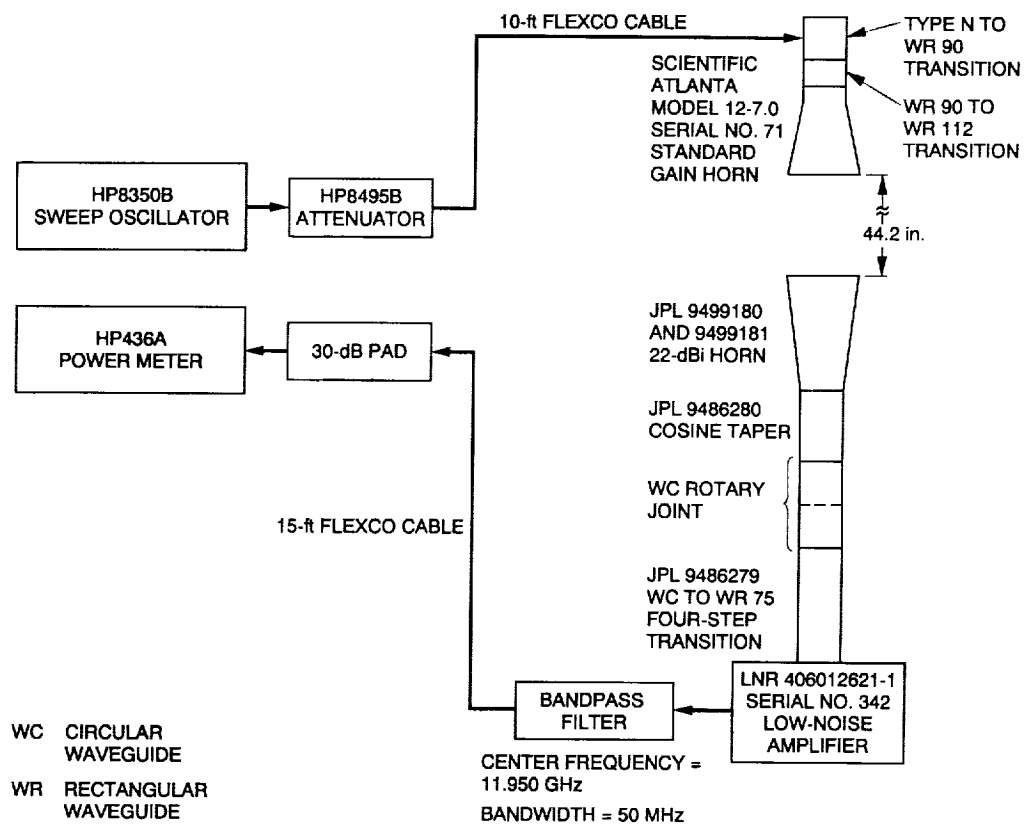 10-ft FLEXCO CABLE
TYPE N TO
WR 90
TRANSITION
SCIENTIFIC
ATLANTA
MODEL 12-7.0
SERIAL NO. 71
STANDARD
GAIN HORN
WR 90 TO
WR 112
TRANSITION
HP8350B
SWEEP OSCILLATOR
HP8495B
ATTENUATOR
≈
44.2 in.
HP436A
POWER METER
30-dB PAD
JPL 9499180
AND 9499181
22-dBi HORN
JPL 9486280
COSINE TAPER
WC ROTARY
JOINT
15-ft FLEXCO CABLE
JPL 9486279
WC TO WR 75
FOUR-STEP
TRANSITION
LNR 406012621-1
SERIAL NO. 342
LOW-NOISE
AMPLIFIER
BANDPASS
FILTER
CENTER FREQUENCY =
11.950 GHz
BANDWIDTH = 50 MHz
WC CIRCULAR
WAVEGUIDE
WR RECTANGULAR
WAVEGUIDE